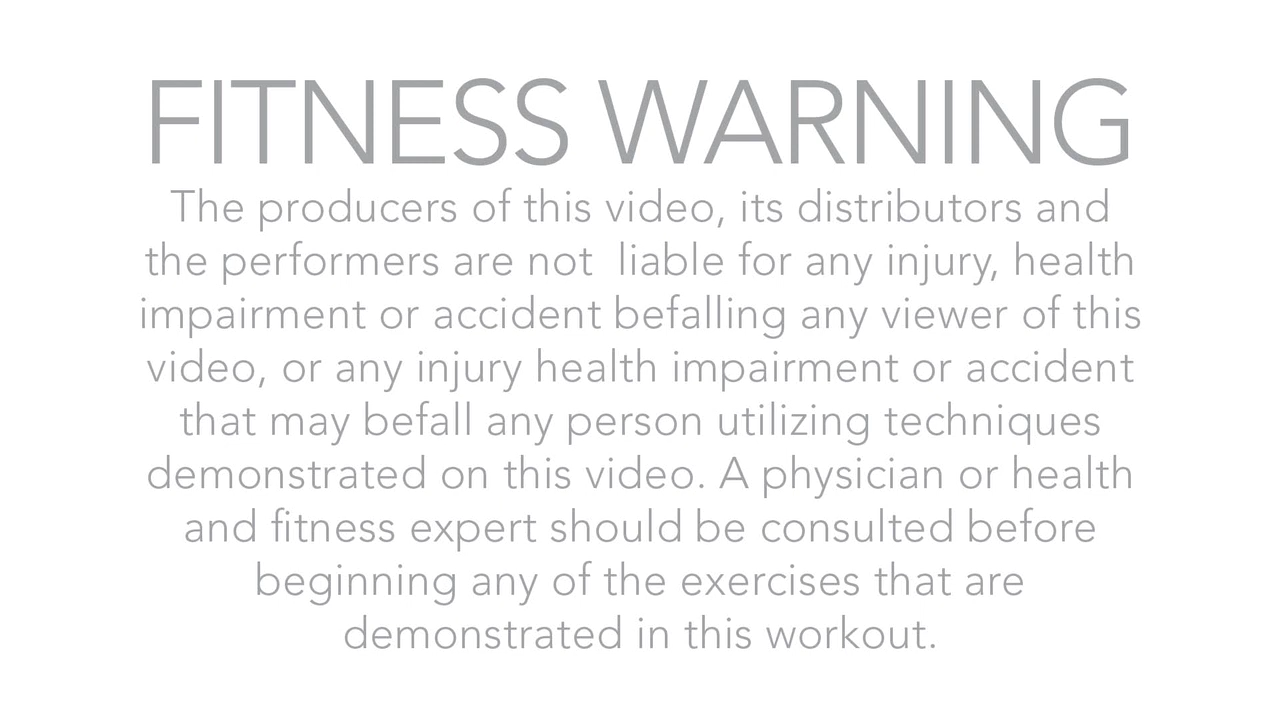 FITNESS WARNING
The producers of this video, its distributors and
the performers are not  liable for any injury, health
impairment or accident befalling any viewer of this
video, or any injury health impairment or accident
that may befall any person utilizing techniques
demonstrated on this video. A physician or health
and fitness expert should be consulted before
beginning any of the exercises that are
demonstrated in this workout.